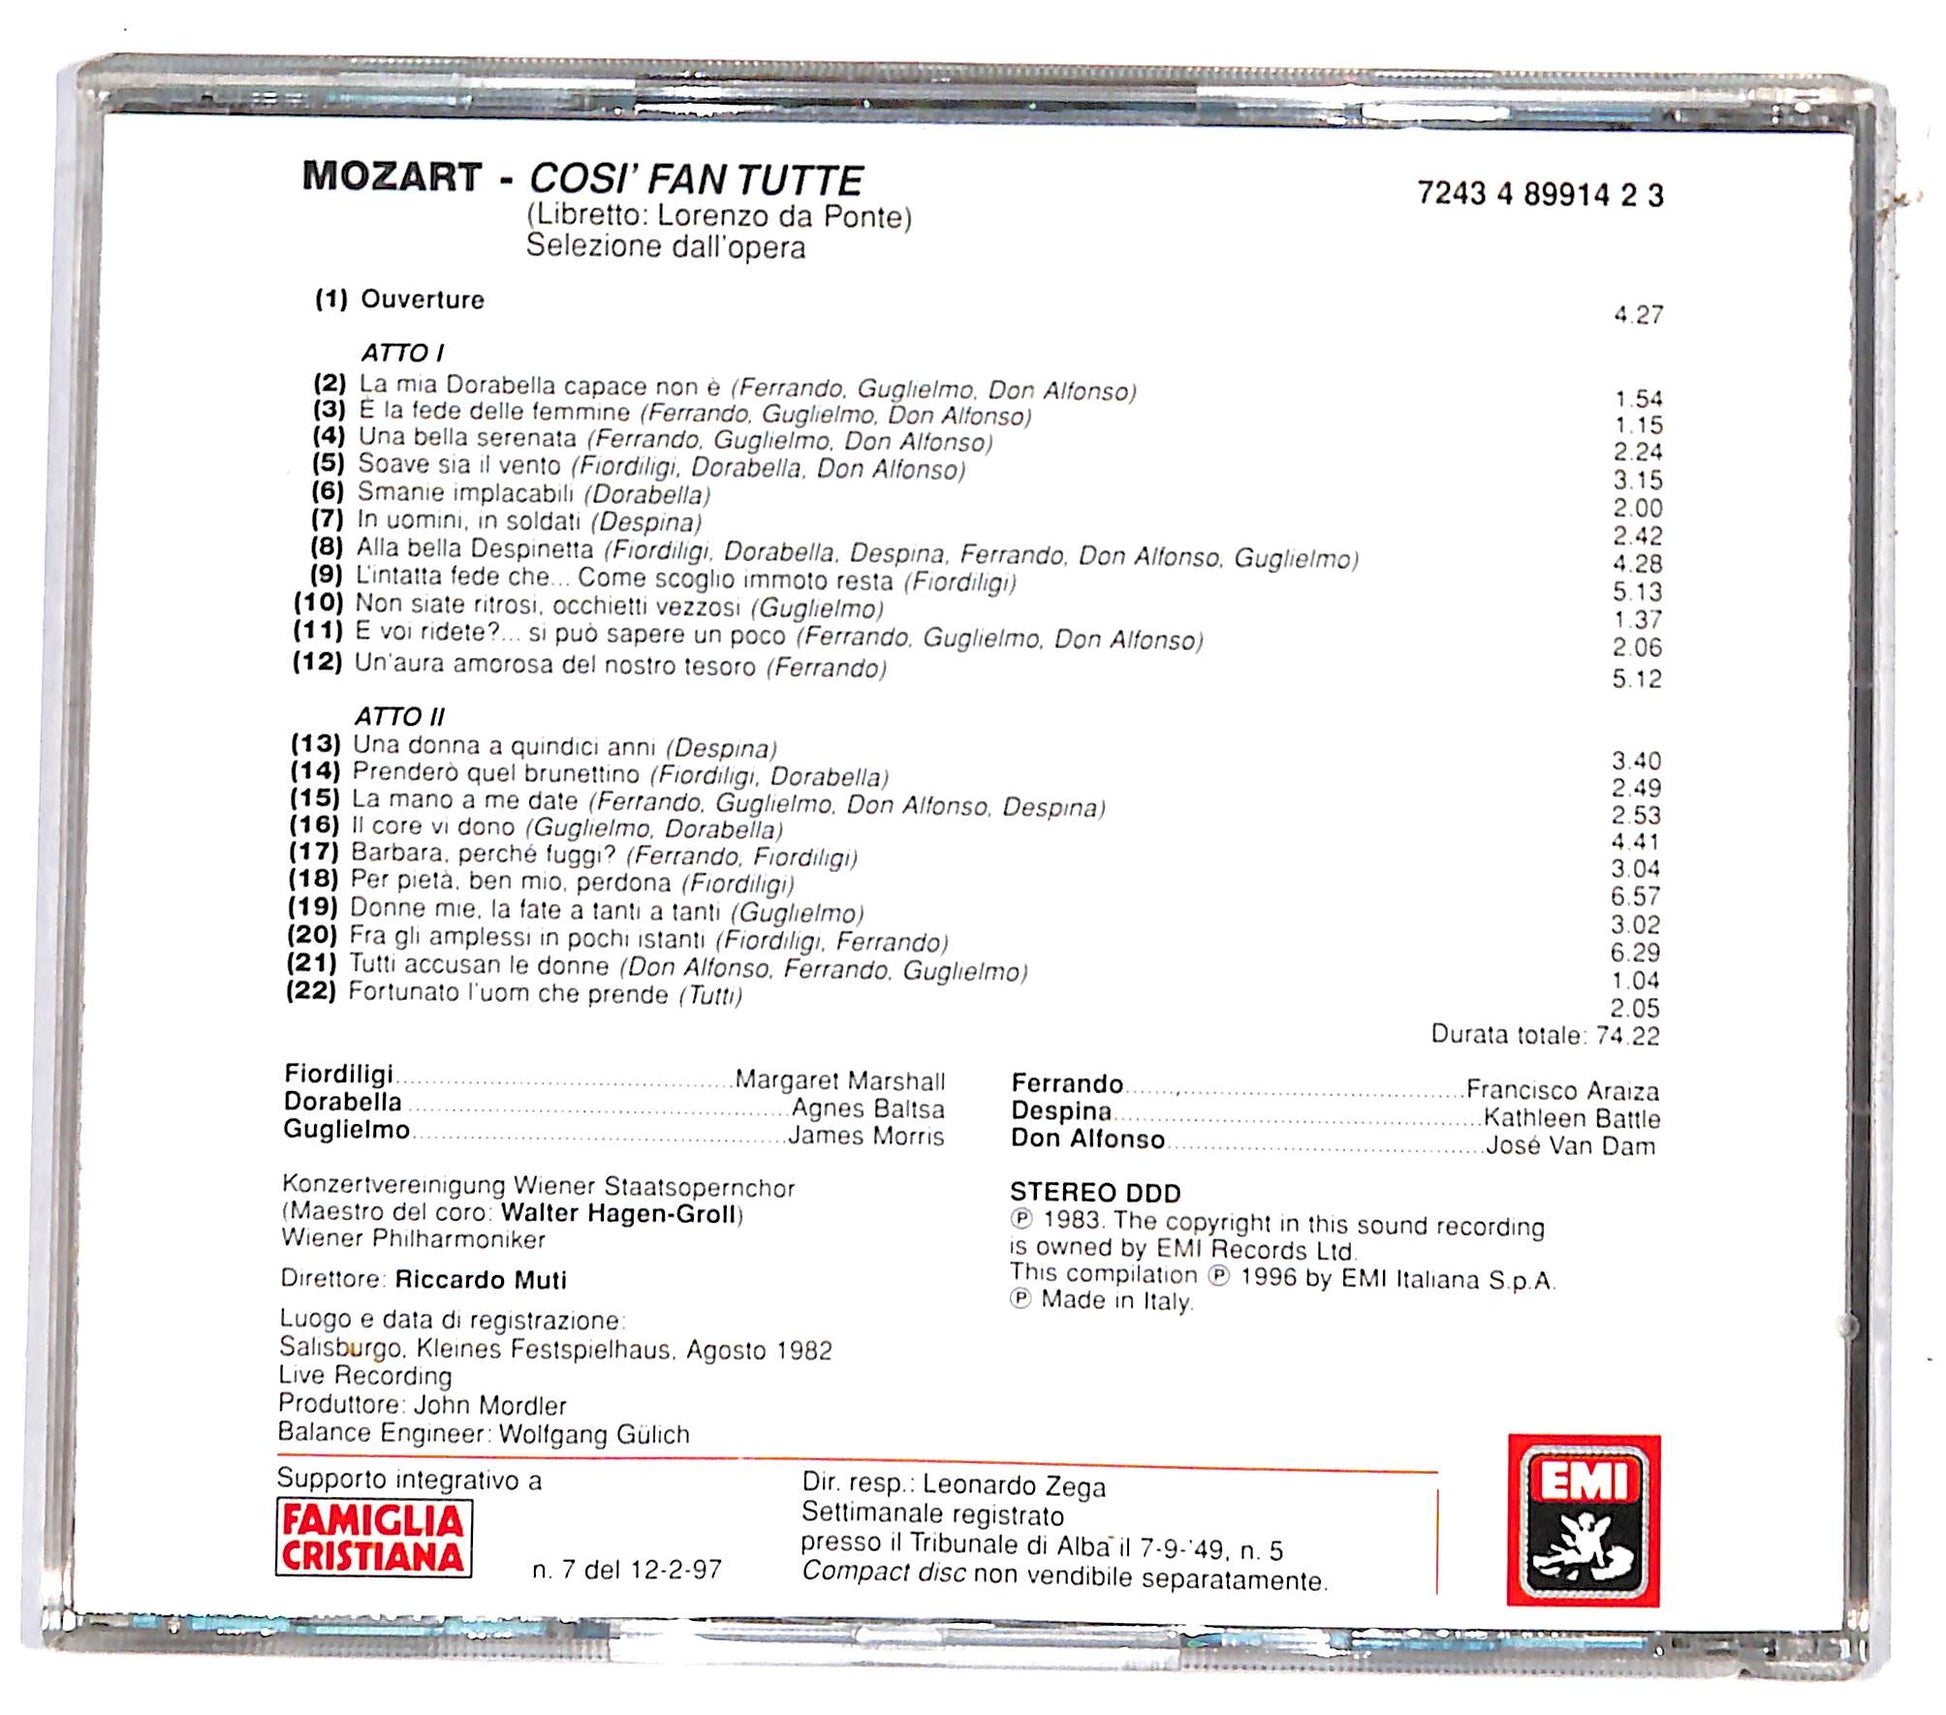 MOZART - COSI' FAN TUTTE
7243 4 89914 2 3
(Libretto: Lorenzo da Ponte)
Selezione dall'opera
(1) Ouverture 4.27
ATTO I
(2) La mia Dorabella capace non è (Ferrando, Guglielmo, Don Alfonso) 1.54
(3) È la fede delle femmine (Ferrando, Guglielmo, Don Alfonso) 1.15
(4) Una bella serenata (Ferrando, Guglielmo, Don Alfonso) 2.24
(5) Soave sia il vento (Fiordiligi, Dorabella, Don Alfonso) 3.15
(6) Smanie implacabili (Dorabella) 2.00
(7) In uomini, in soldati (Despina) 2.42
(8) Alla bella Despinetta (Fiordiligi, Dorabella, Despina, Ferrando, Don Alfonso, Guglielmo) 4.28
(9) L'intatta fede che... Come scoglio immoto resta (Fiordiligi) 5.13
(10) Non siate ritrosi, occhietti vezzosi (Guglielmo) 1.37
(11) E voi ridete?... si può sapere un poco (Ferrando, Guglielmo, Don Alfonso) 2.06
(12) Un'aura amorosa del nostro tesoro (Ferrando) 5.12
ATTO II
(13) Una donna a quindici anni (Despina) 3.40
(14) Prenderò quel brunettino (Fiordiligi, Dorabella) 2.49
(15) La mano a me date (Ferrando, Guglielmo, Don Alfonso, Despina) 2.53
(16) Il core vi dono (Guglielmo, Dorabella) 4.41
(17) Barbara, perché fuggi? (Ferrando, Fiordiligi) 3.04
(18) Per pietà, ben mio, perdona (Fiordiligi) 6.57
(19) Donne mie, la fate a tanti a tanti (Guglielmo) 3.02
(20) Fra gli amplessi in pochi istanti (Fiordiligi, Ferrando) 6.29
(21) Tutti accusan le donne (Don Alfonso, Ferrando, Guglielmo) 1.04
(22) Fortunato l'uom che prende (Tutti) 2.05
Durata totale: 74.22
Fiordiligi Margaret Marshall
Dorabella Agnes Baltsa
Guglielmo James Morris
Ferrando Francisco Araiza
Despina Kathleen Battle
Don Alfonso José Van Dam
Konzertvereinigung Wiener Staatsopernchor
(Maestro del coro: Walter Hagen-Groll)
Wiener Philharmoniker
Direttore: Riccardo Muti
Luogo e data di registrazione:
Salisburgo, Kleines Festspielhaus, Agosto 1982
Live Recording
Produttore: John Mordler
Balance Engineer: Wolfgang Gülich
STEREO DDD
℗ 1983. The copyright in this sound recording
is owned by EMI Records Ltd.
This compilation ℗ 1996 by EMI Italiana S.p.A.
℗ Made in Italy.
Supporto integrativo a
FAMIGLIA
CRISTIANA
n. 7 del 12-2-97
Dir. resp.: Leonardo Zega
Settimanale registrato
presso il Tribunale di Alba il 7-9-'49, n. 5
Compact disc non vendibile separatamente.
EMI